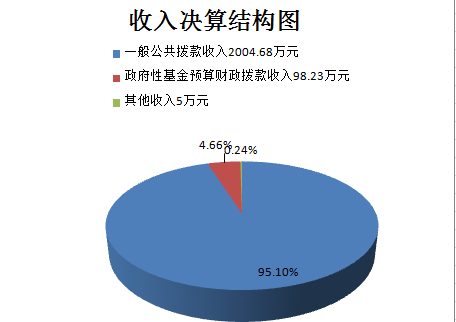 收入决算结构图
一般公共拨款收入2004.68万元
政府性基金预算财政拨款收入98.23万元
其他收入5万元
4.66%
0.24%
95.10%